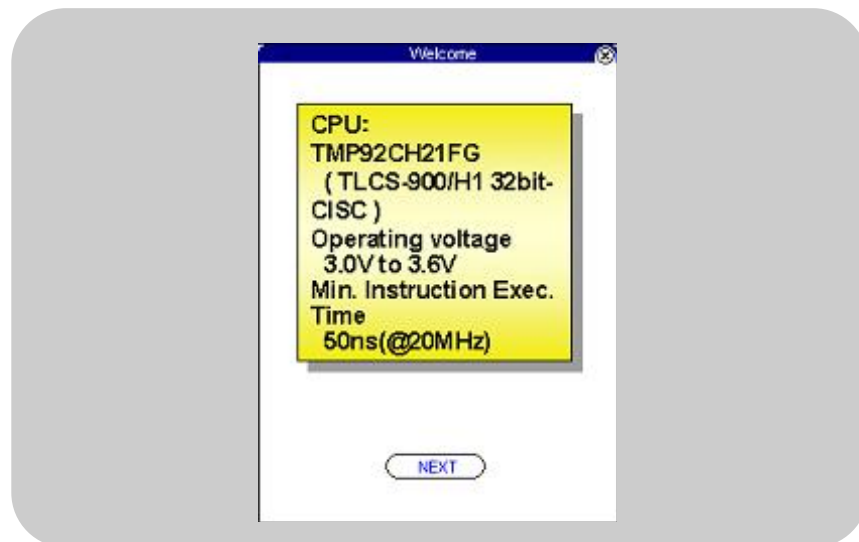 Welcome
CPU:
TMP92CH21FG
( TLCS-900/H1 32bit-
CISC )
Operating voltage
3.0V to 3.6V
Min. Instruction Exec.
Time
50ns(@20MHz)
NEXT